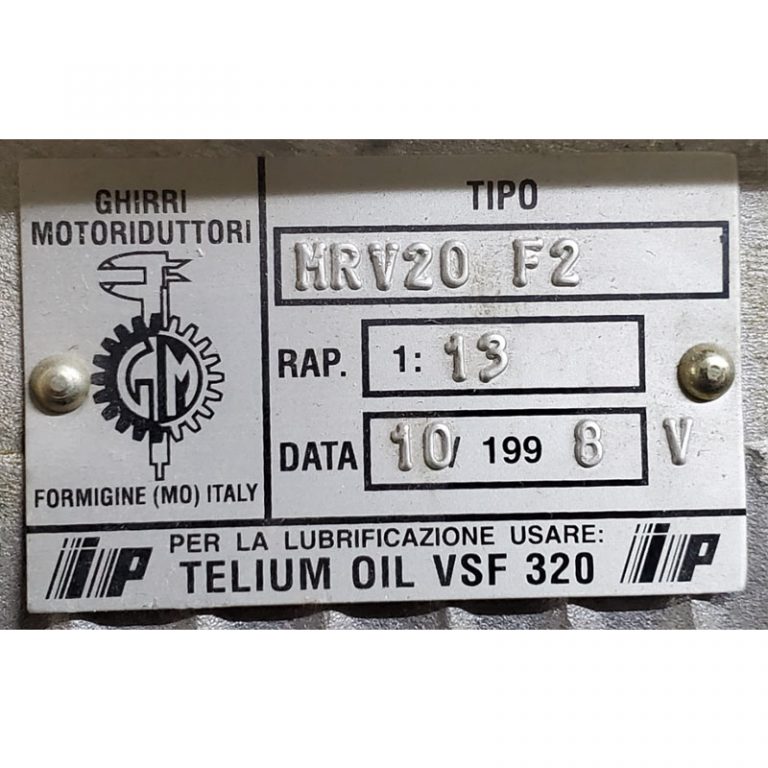 GHIRRI
MOTORIDUTTORI
GM
FORMIGINE (MO) ITALY
TIPO
MRV20 F2
RAP. 1: 13
DATA 10/ 199 8 V
iP PER LA LUBRIFICAZIONE USARE: iP
TELIUM OIL VSF 320